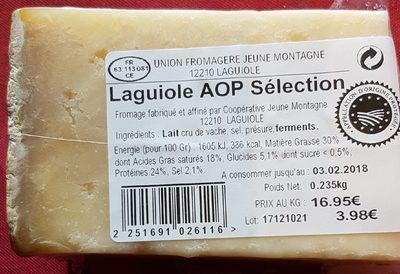 FR
63 113 081
CE
UNION FROMAGERE JEUNE MONTAGNE
12210 LAGUIOLE
Laguiole AOP Sélection
Fromage fabriqué et affiné par Coopérative Jeune Montagne
12210 LAGUIOLE
Ingrédients : Lait cru de vache, sel, présure, ferments.
Energie (pour 100 Gr) : 1605 kJ, 386 kcal, Matière Grasse 30%
dont Acides Gras saturés 18%, Glucides 5,1% dont sucre < 0,5%,
Protéines 24%, Sel 2,1%
A consommer jusqu'au : 03.02.2018
Poids Net: 0.235kg
PRIX AU KG : 16.95€
Lot: 17121021 3.98€
2 251691 026116
APPELLATION D'ORIGINE PROTÉGÉE